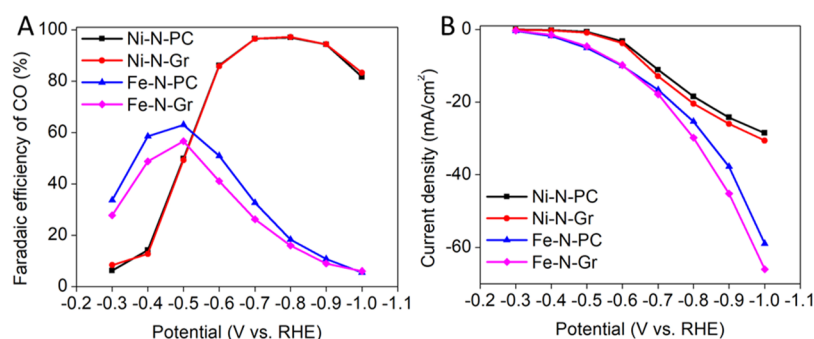 A
Faradaic efficiency of CO (%)
100
80
60
40
20
0
Ni-N-PC
Ni-N-Gr
Fe-N-PC
Fe-N-Gr
-0.2 -0.3 -0.4 -0.5 -0.6 -0.7 -0.8 -0.9 -1.0 -1.1
Potential (V vs. RHE)
B
Current density (mA/cm²)
0
-20
-40
-60
Ni-N-PC
Ni-N-Gr
Fe-N-PC
Fe-N-Gr
-0.2 -0.3 -0.4 -0.5 -0.6 -0.7 -0.8 -0.9 -1.0 -1.1
Potential (V vs. RHE)